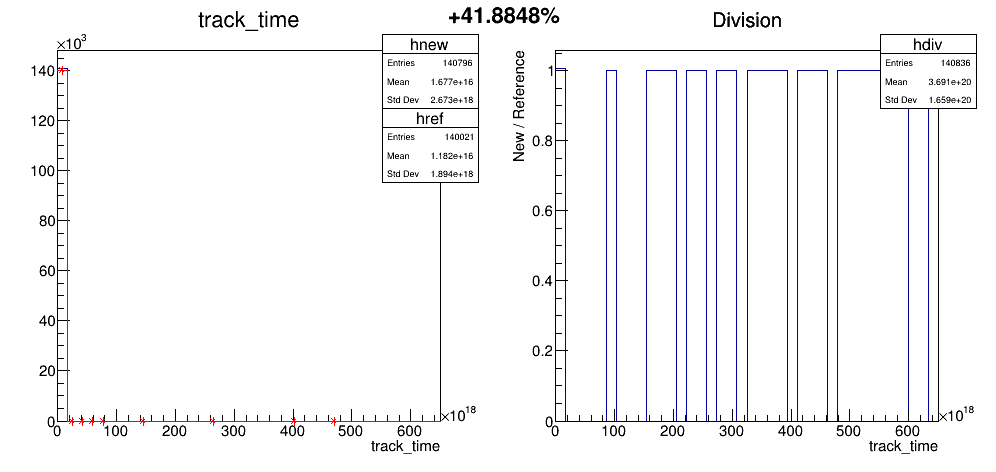 track_time
+41.8848%
Division
×10³
hnew
Entries 140796
Mean 1.677e+16
Std Dev 2.673e+18
href
Entries 140021
Mean 1.182e+16
Std Dev 1.894e+18
140
120
100
80
60
40
20
0
0 100 200 300 400 500 600
×10¹⁸
track_time
hdiv
Entries 140836
Mean 3.691e+20
Std Dev 1.659e+20
New / Reference
1
0.8
0.6
0.4
0.2
0
0 100 200 300 400 500 600
×10¹⁸
track_time